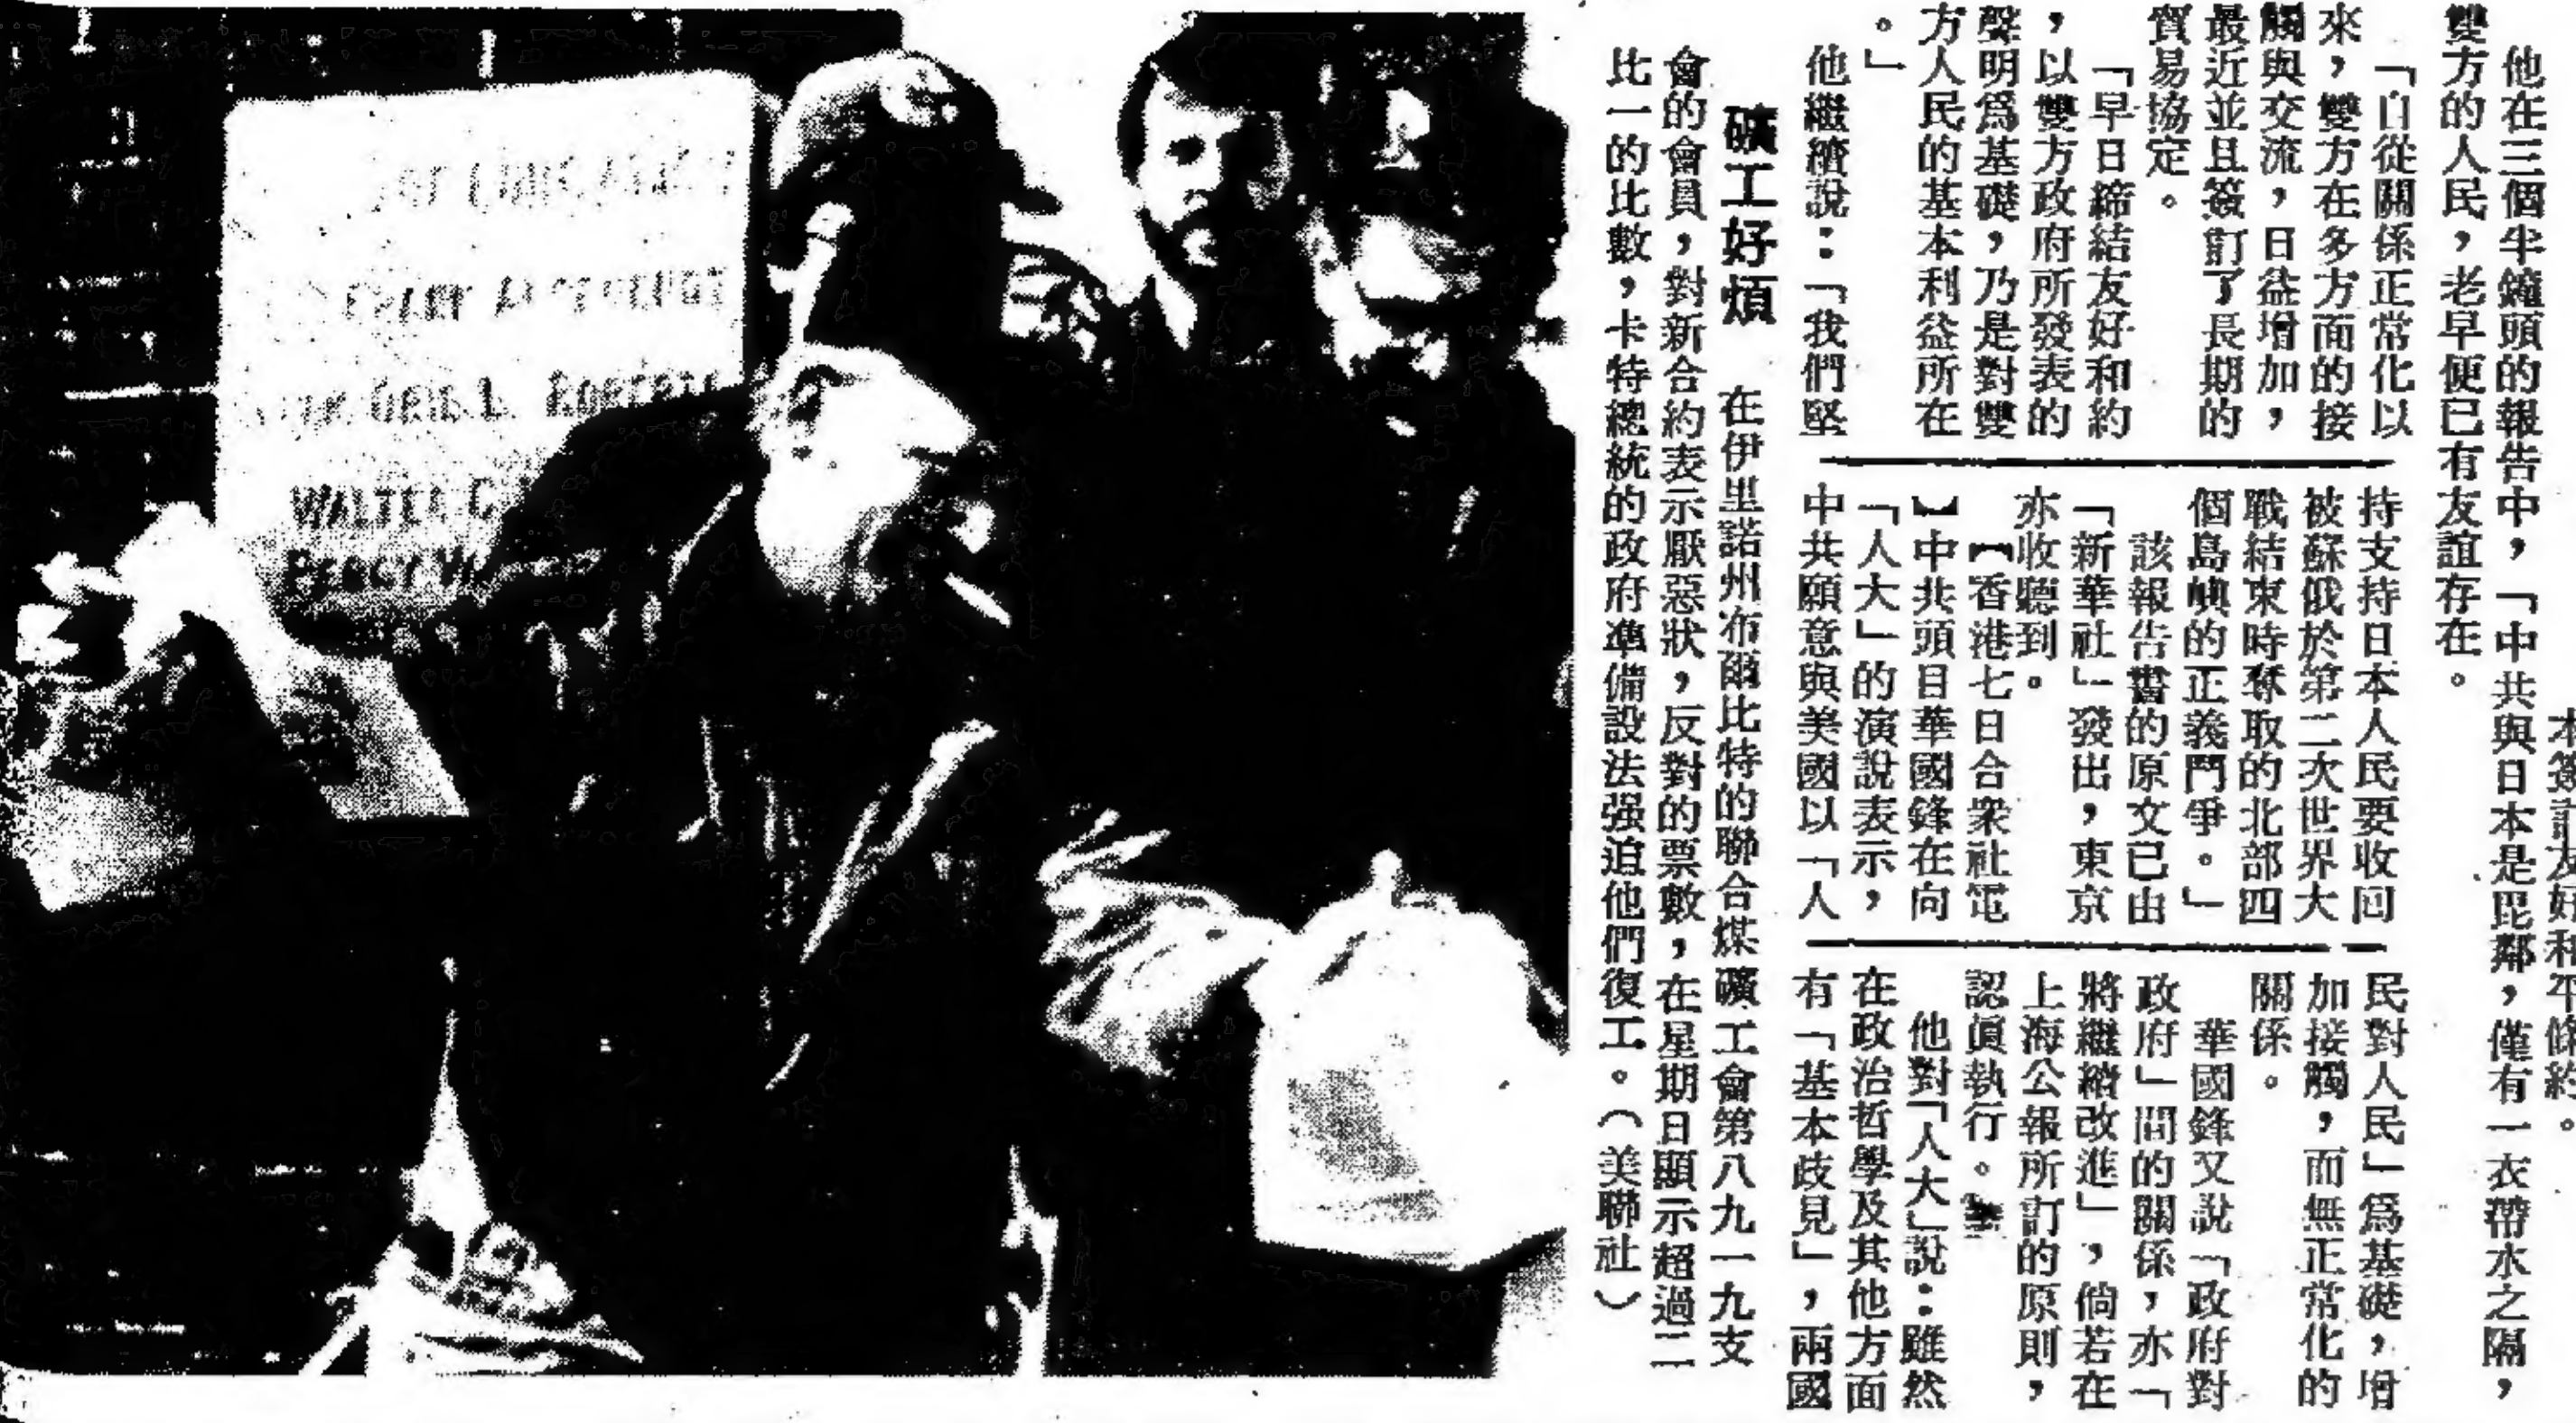 本簽訂友好和平條約。
他在三個半鐘頭的報告中，「中共與日本是毘鄰，僅有一衣帶水之隔，
雙方的人民，老早便已有友誼存在。
「自從關係正常化以
來，雙方在多方面的接
觸與交流，日益增加，
最近並且簽訂了長期的
貿易協定。
「早日締結友好和約
，以雙方政府所發表的
聲明爲基礎，乃是對雙
方人民的基本利益所在
。」
他繼續說：「我們堅
持支持日本人民要收回
被蘇俄於第二次世界大
戰結束時奪取的北部四
個島嶼的正義鬥爭。」
該報告書的原文已由
「新華社」發出，東京
亦收聽到。
【香港七日合衆社電
】中共頭目華國鋒在向
「人大」的演說表示，
中共願意與美國以「人
民對人民」爲基礎，增
加接觸，而無正常化的
關係。
華國鋒又說「政府對
政府」間的關係，亦「
將繼續改進」，倘若在
上海公報所訂的原則，
認眞執行。
他對「人大」說：雖然
在政治哲學及其他方面
有「基本歧見」，兩國
礦工好煩
在伊里諾州布爾比特的聯合煤礦工會第八九一九支
會的會員，對新合約表示厭惡狀，反對的票數，在星期日顯示超過二
比一的比數，卡特總統的政府準備設法强迫他們復工。（美聯社）
WALTER